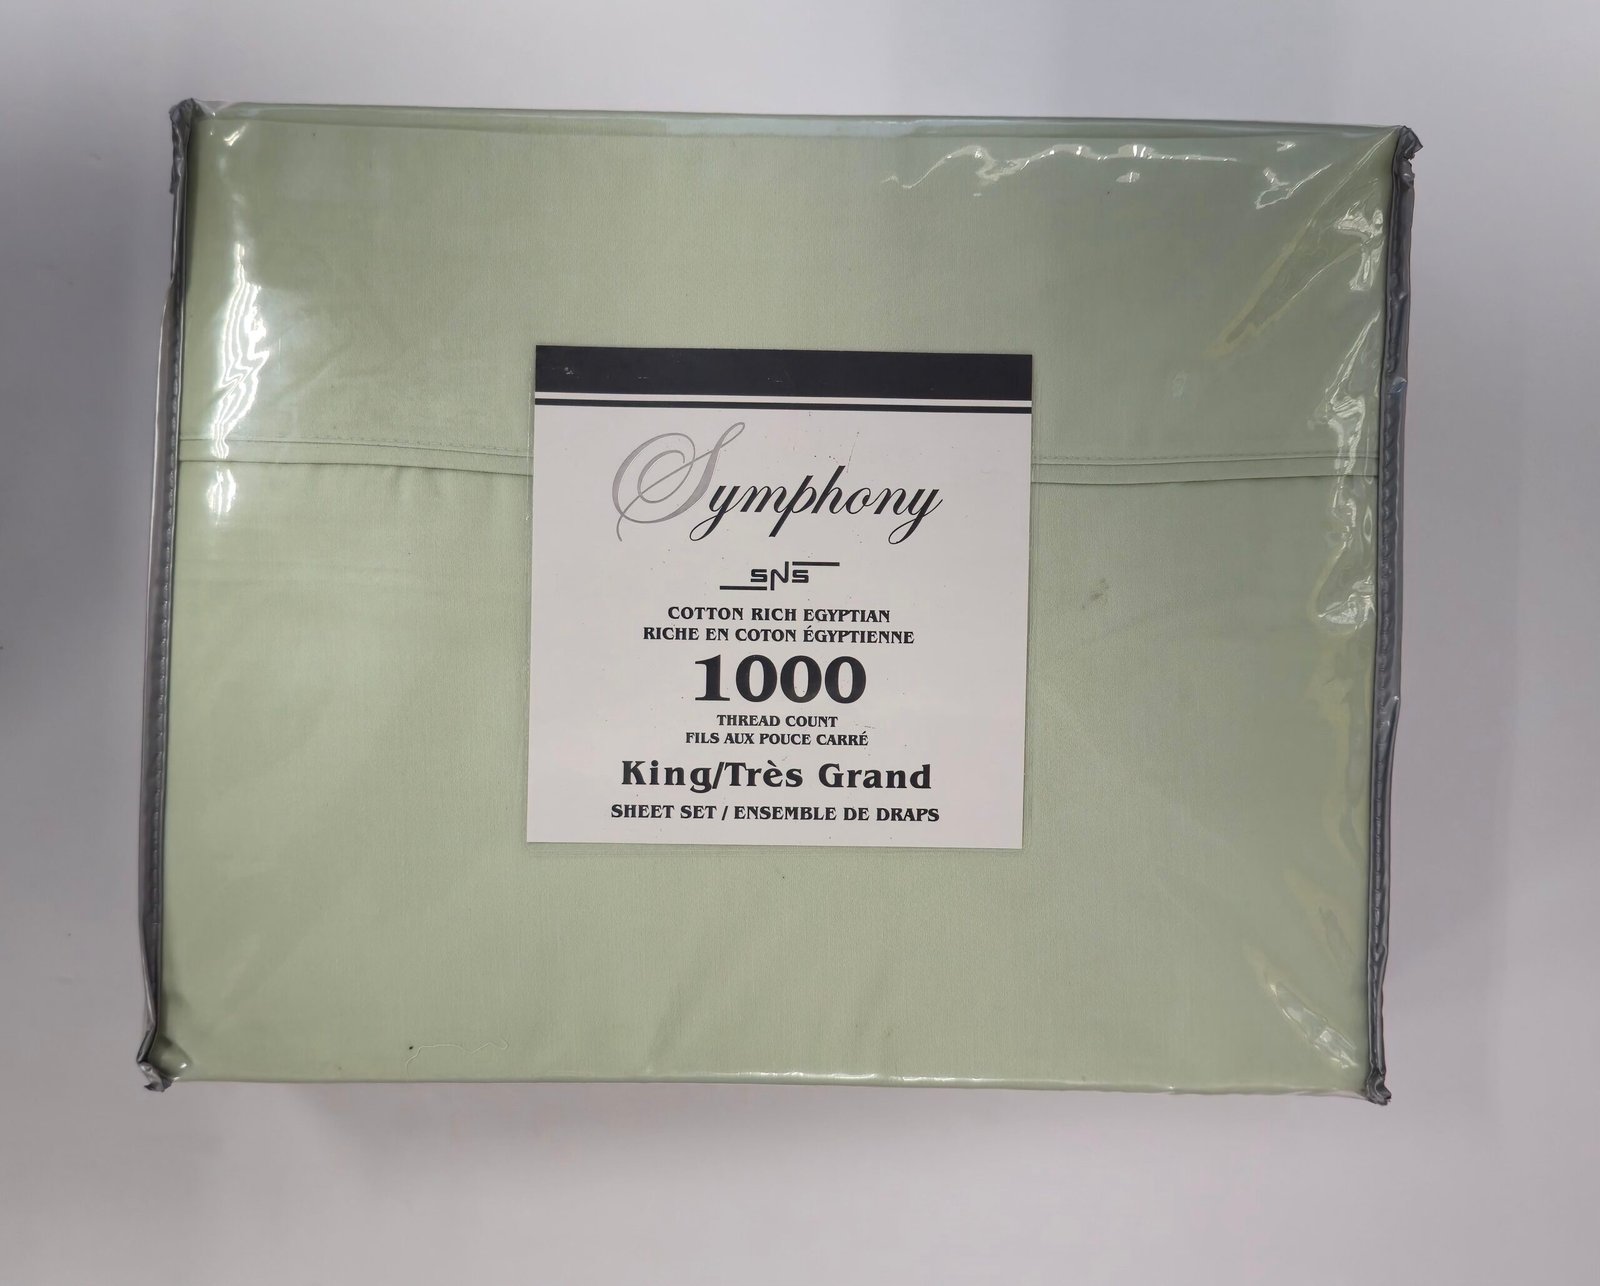 Symphony
SNS
COTTON RICH EGYPTIAN
RICHE EN COTON ÉGYPTIENNE
1000
THREAD COUNT
FILS AUX POUCE CARRÉ
King/Très Grand
SHEET SET / ENSEMBLE DE DRAPS